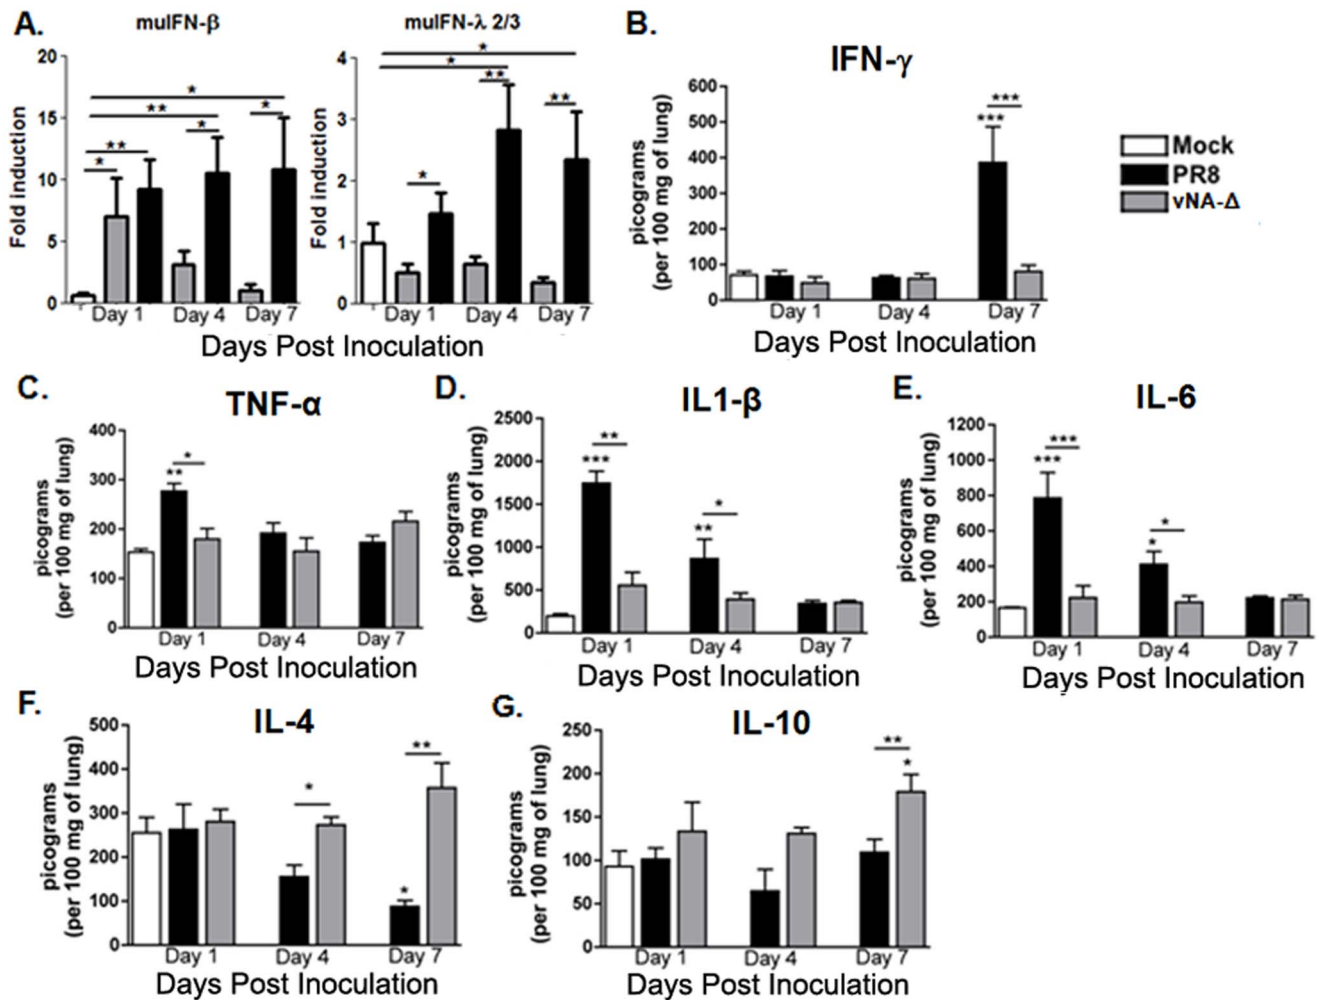 A.
muIFN-β
Fold induction
20
15
10
5
0
*
**
** *
** *
*
Day 1 Day 4 Day 7
muIFN-λ 2/3
Fold induction
4
3
2
1
0
*
*
**
**
*
Day 1 Day 4 Day 7
Days Post Inoculation
B.
IFN-γ
picograms
(per 100 mg of lung)
600
500
400
300
200
100
0
***
***
Day 1 Day 4 Day 7
Days Post Inoculation
Mock
PR8
vNA-Δ
C.
TNF-α
picograms
(per 100 mg of lung)
400
300
200
100
0
*
**
Day 1 Day 4 Day 7
Days Post Inoculation
D.
IL1-β
picograms
(per 100 mg of lung)
2500
2000
1500
1000
500
0
**
***
*
**
Day 1 Day 4 Day 7
Days Post Inoculation
E.
IL-6
picograms
(per 100 mg of lung)
1200
1000
800
600
400
200
0
***
***
*
*
Day 1 Day 4 Day 7
Days Post Inoculation
F.
IL-4
picograms
(per 100 mg of lung)
500
400
300
200
100
0
**
*
*
Day 1 Day 4 Day 7
Days Post Inoculation
G.
IL-10
picograms
(per 100 mg of lung)
250
200
150
100
50
0
**
*
Day 1 Day 4 Day 7
Days Post Inoculation